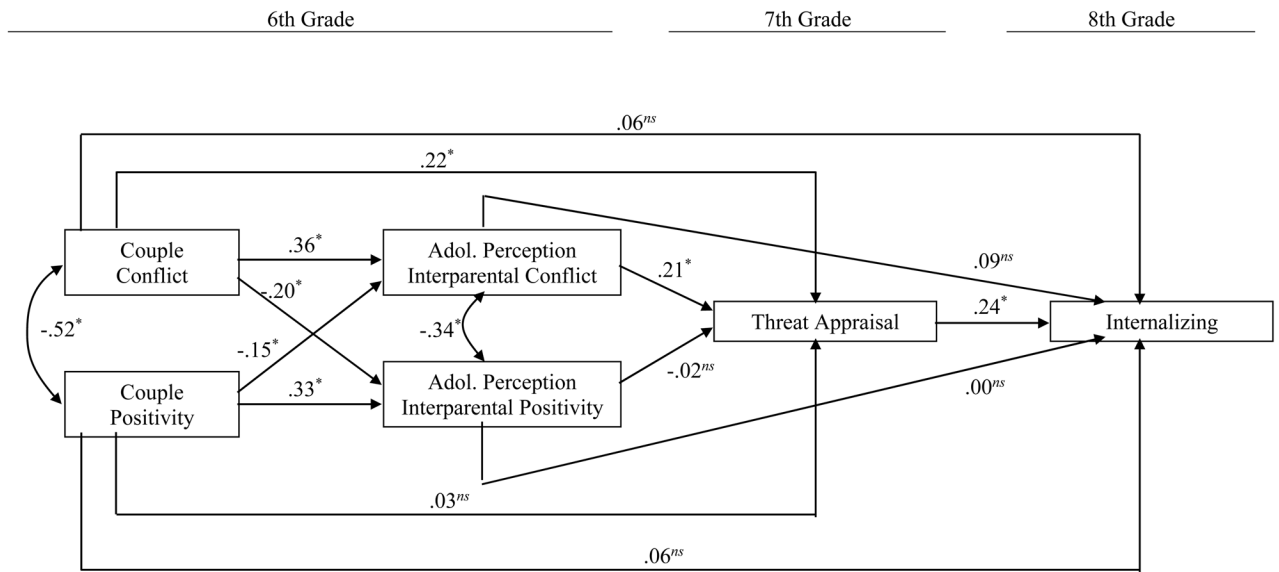 6th Grade
7th Grade
8th Grade
.06ns
.22*
Couple
Conflict
.36*
Adol. Perception
Interparental Conflict
.09ns
-.20*
.21*
-.52*
-.34*
Threat Appraisal
.24*
Internalizing
-.15*
-.02ns
Couple
Positivity
.33*
Adol. Perception
Interparental Positivity
.00ns
.03ns
.06ns